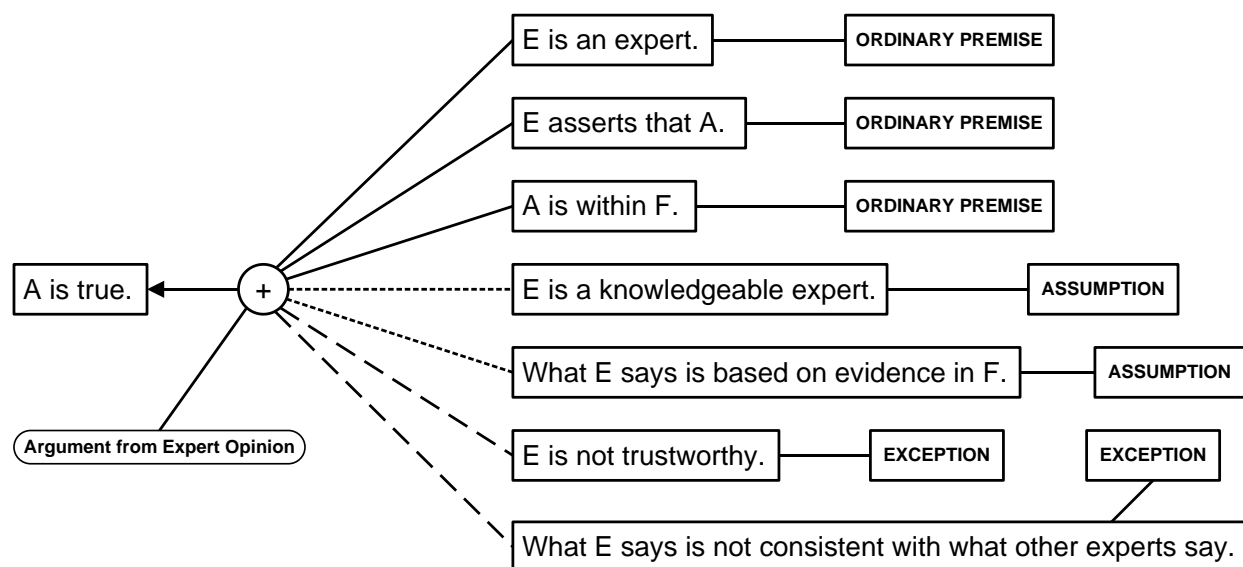 E is an expert.
ORDINARY PREMISE
E asserts that A.
ORDINARY PREMISE
A is within F.
ORDINARY PREMISE
A is true.
+
E is a knowledgeable expert.
ASSUMPTION
What E says is based on evidence in F.
ASSUMPTION
Argument from Expert Opinion
E is not trustworthy.
EXCEPTION
EXCEPTION
What E says is not consistent with what other experts say.